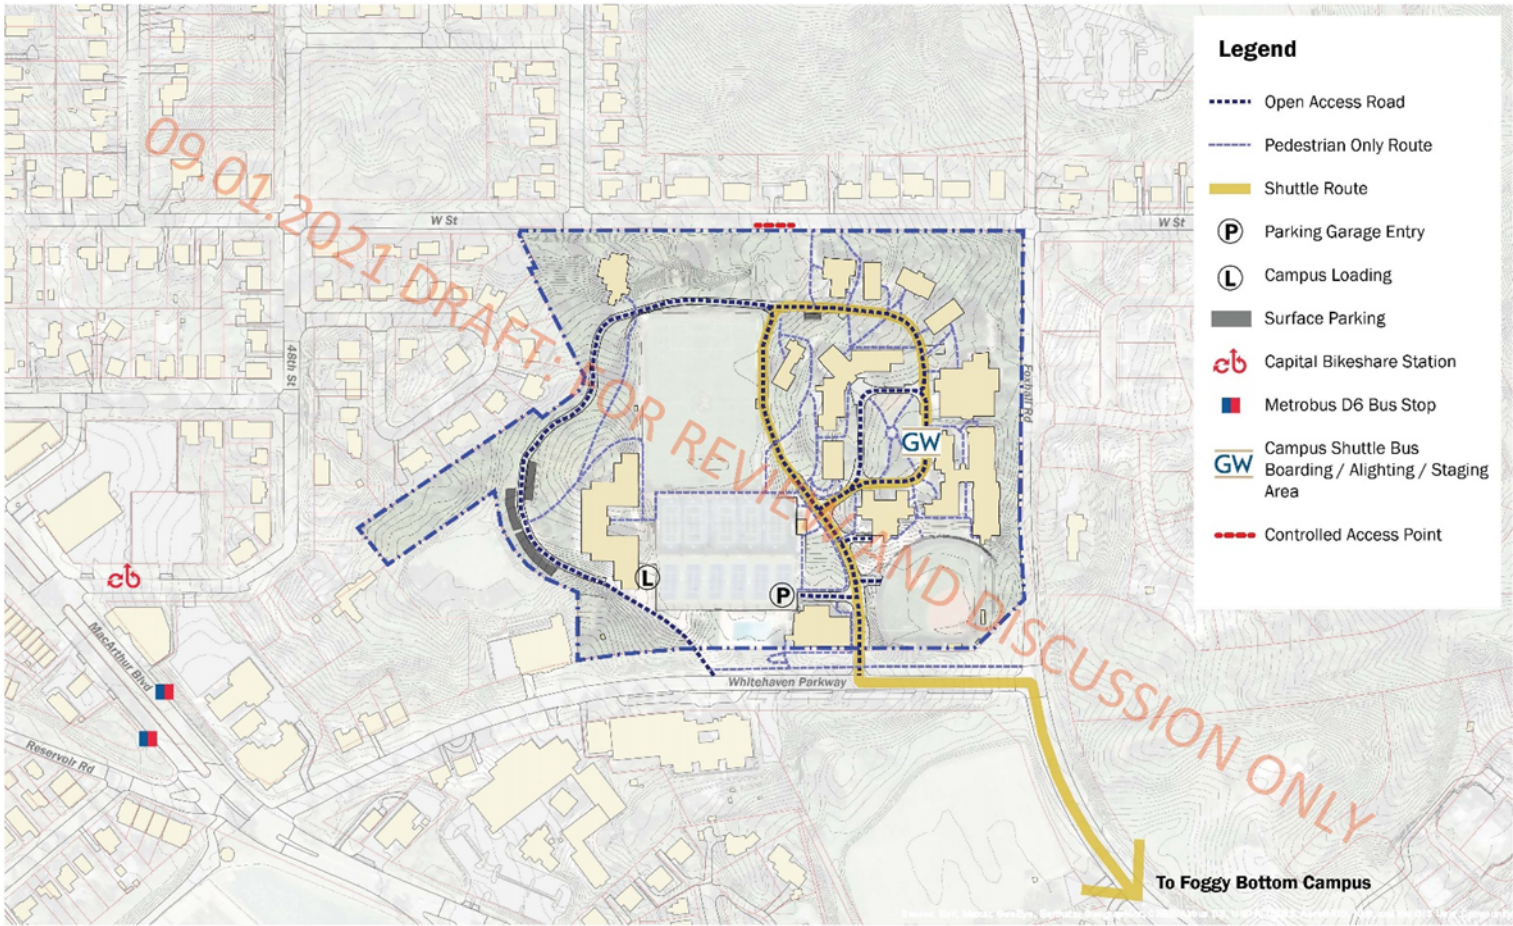 Legend
Open Access Road
Pedestrian Only Route
Shuttle Route
P
Parking Garage Entry
L
Campus Loading
Surface Parking
cb
Capital Bikeshare Station
Metrobus D6 Bus Stop
GW
Campus Shuttle Bus
Boarding / Alighting / Staging
Area
Controlled Access Point
09.01.2021 DRAFT: FOR REVIEW AND DISCUSSION ONLY
W St
W St
48th St
Foxhall Rd
GW
L
P
cb
MacArthur Blvd
Whitehaven Parkway
Reservoir Rd
To Foggy Bottom Campus